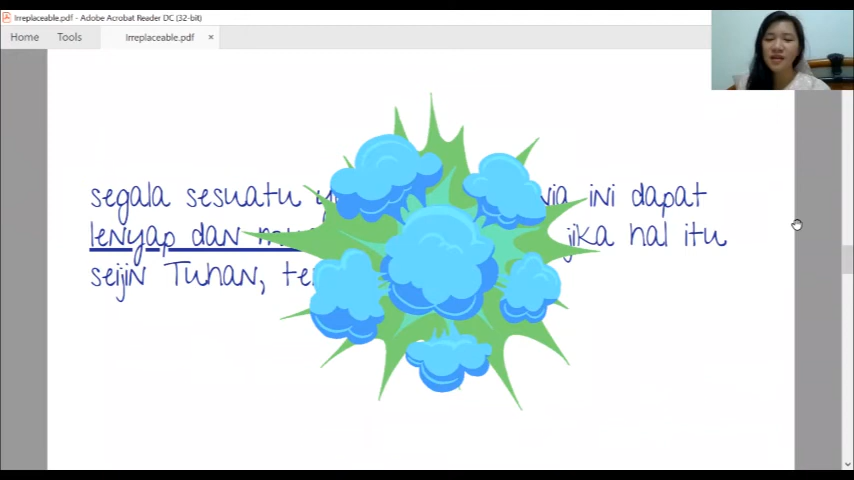 Irreplaceable.pdf - Adobe Acrobat Reader DC (32-bit)
Home Tools Irreplaceable.pdf ×
segala sesuatu ini dapat
lenyap dan jika hal itu
seijin Tuhan,